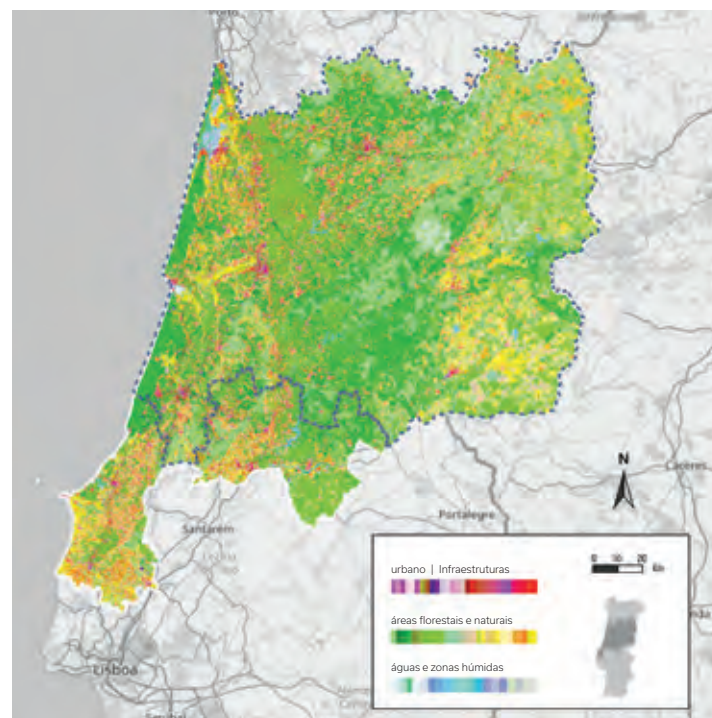 Porto
N
Cáceres
Portalegre
Santarém
Lisboa
urbano | Infraestruturas
0 10 20
Km
áreas florestais e naturais
águas e zonas húmidas